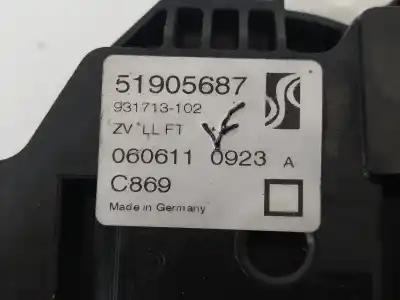 51905687
931713-102
ZV*LL FT
060611 0923 A
C869
Made in Germany